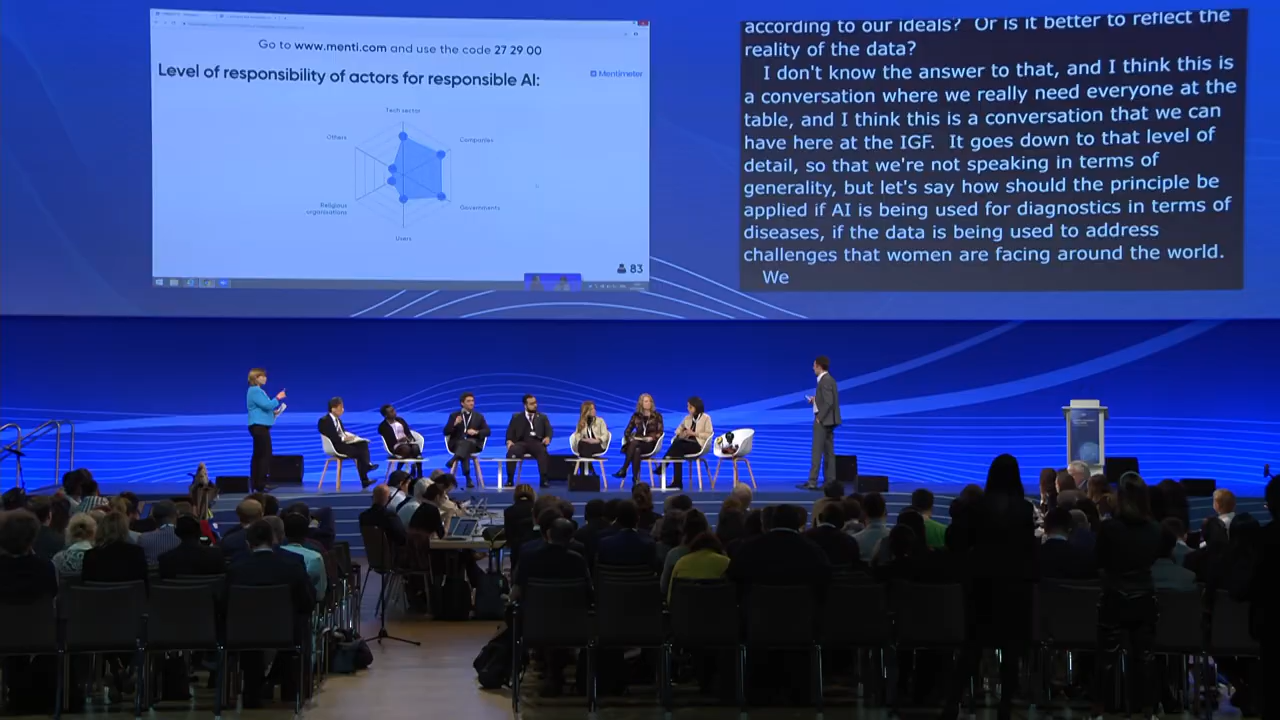 Go to www.menti.com and use the code 27 29 00
Level of responsibility of actors for responsible AI:
Mentimeter
Tech sector
Others
Companies
Religious
organisations
Governments
Users
83
according to our ideals? Or is it better to reflect the
reality of the data?
I don't know the answer to that, and I think this is
a conversation where we really need everyone at the
table, and I think this is a conversation that we can
have here at the IGF. It goes down to that level of
detail, so that we're not speaking in terms of
generality, but let's say how should the principle be
applied if AI is being used for diagnostics in terms of
diseases, if the data is being used to address
challenges that women are facing around the world.
We